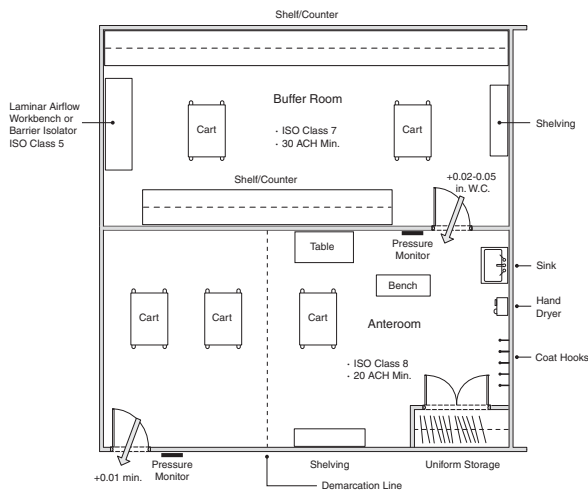 Shelf/Counter
Laminar Airflow
Workbench or
Barrier Isolator
ISO Class 5
Buffer Room
· ISO Class 7
· 30 ACH Min.
Cart
Cart
Shelving
Shelf/Counter
+0.02-0.05
in. W.C.
Table
Pressure
Monitor
Sink
Bench
Hand
Dryer
Cart
Cart
Cart
Anteroom
· ISO Class 8
· 20 ACH Min.
Coat Hooks
+0.01 min.
Pressure
Monitor
Shelving
Uniform Storage
Demarcation Line